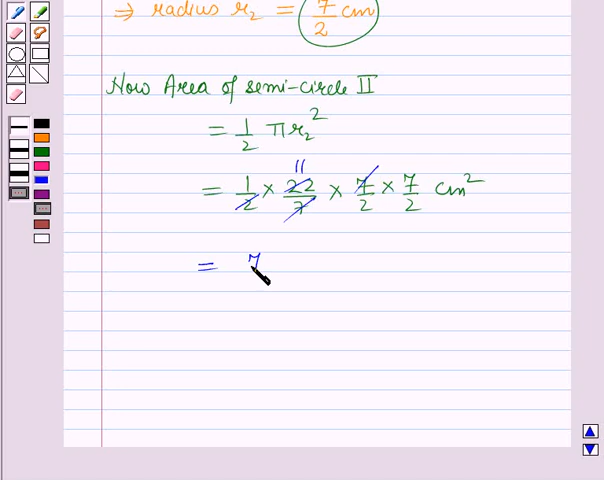 ⇒ radius r₂ = 7/2 cm
Now Area of semi-circle II
= 1/2 πr₂²
11
= 1/2 × 22/7 × 7/2 × 7/2 cm²
= 7